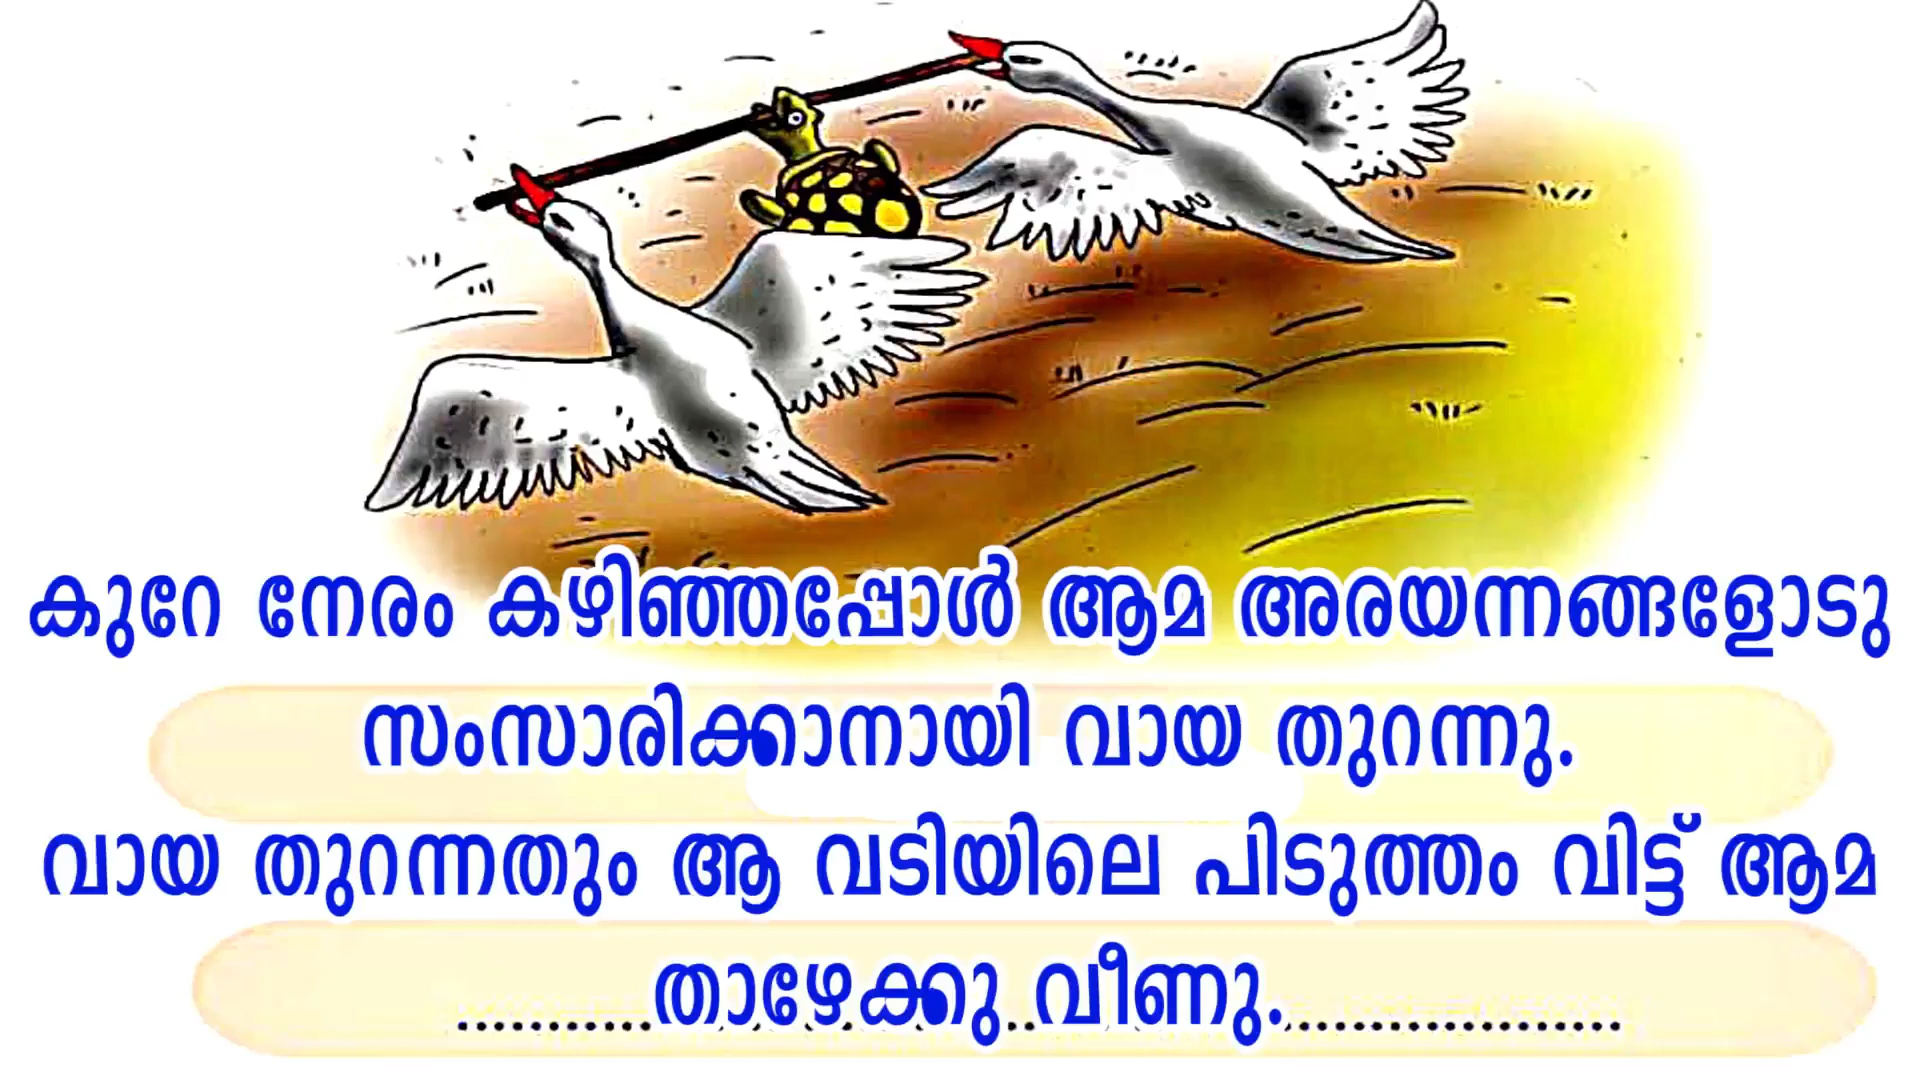 കുറേ നേരം കഴിഞ്ഞപ്പോൾ ആമ അരയന്നങ്ങളോടു
സംസാരിക്കാനായി വായ തുറന്നു.
വായ തുറന്നതും ആ വടിയിലെ പിടുത്തം വിട്ട് ആമ
താഴേക്കു വീണു.